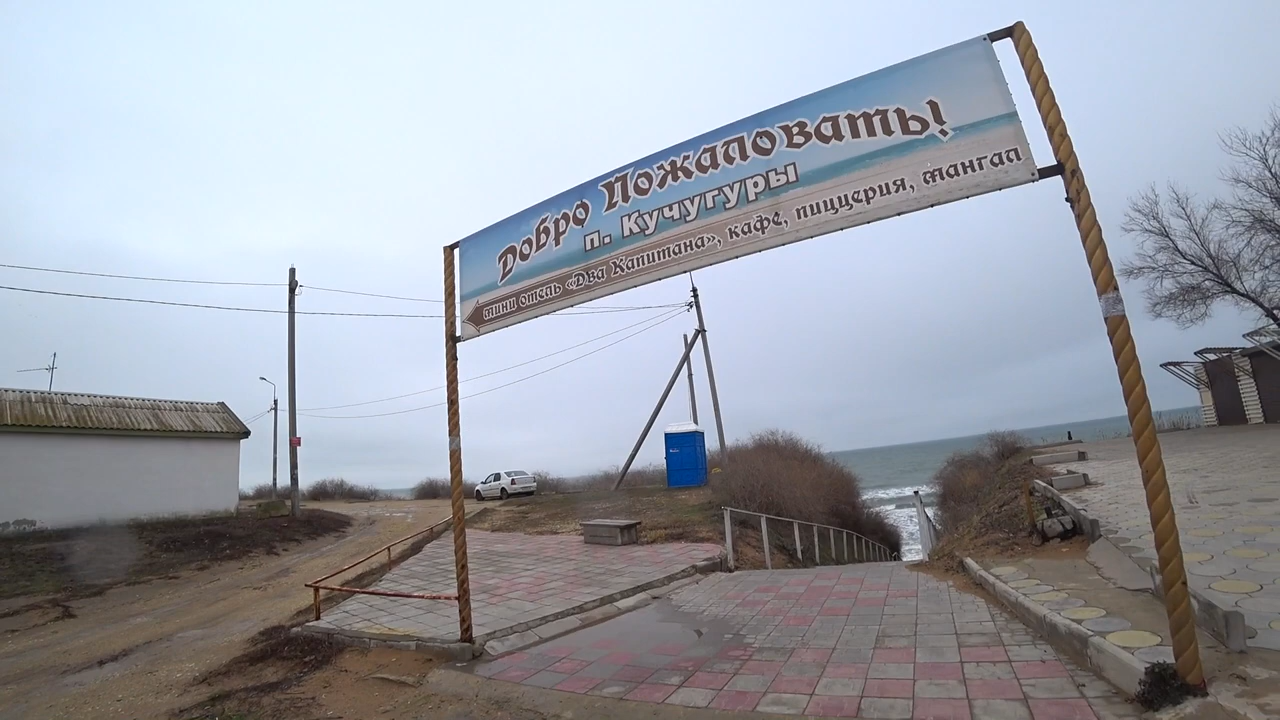 Добро Пожаловать!
п. Кучугуры
мини отель «Два Капитана», кафе, пиццерия, мангал